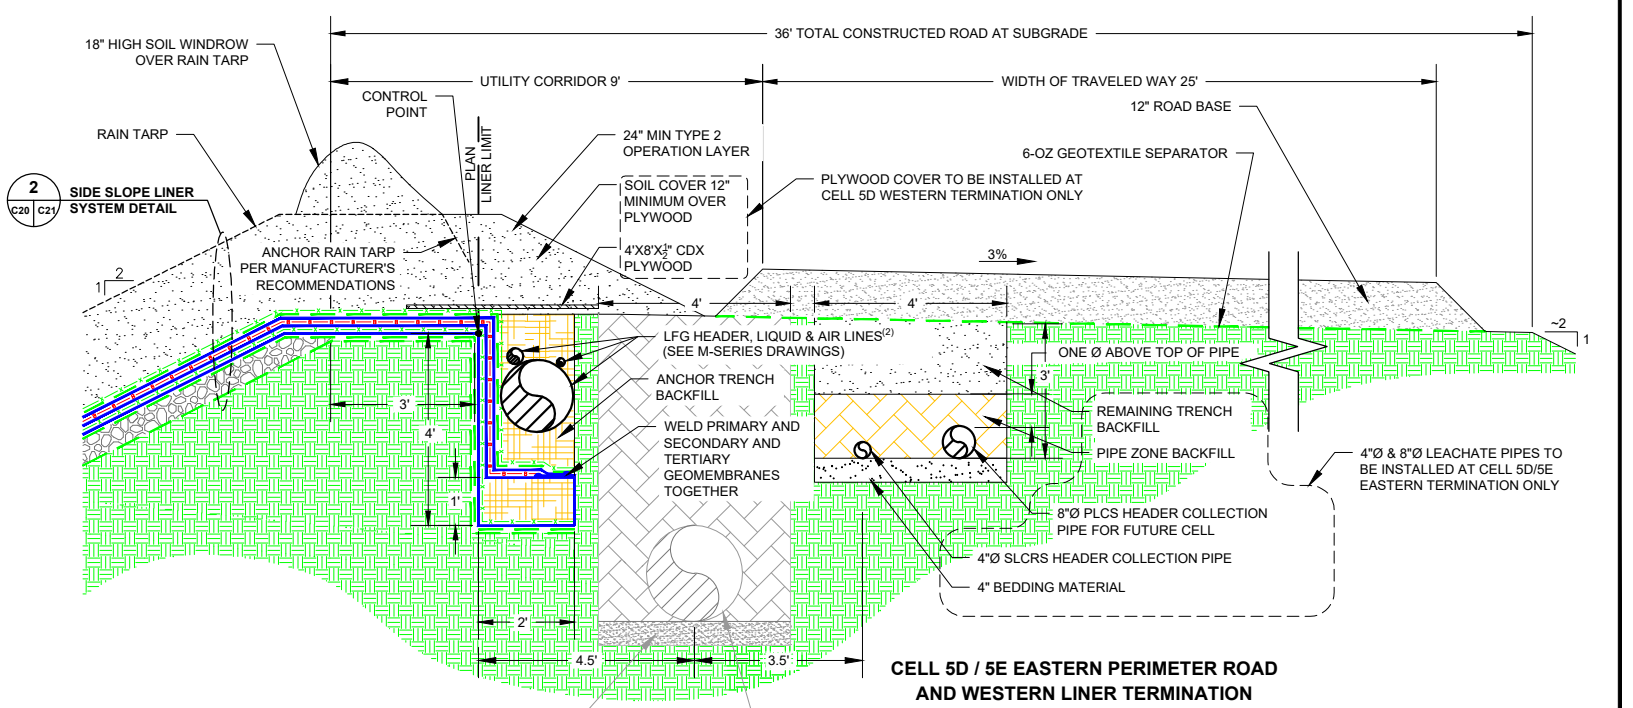 36' TOTAL CONSTRUCTED ROAD AT SUBGRADE
18" HIGH SOIL WINDROW
OVER RAIN TARP
UTILITY CORRIDOR 9'
WIDTH OF TRAVELED WAY 25'
CONTROL
POINT
12" ROAD BASE
RAIN TARP
PLAN
LINER LIMIT
24" MIN TYPE 2
OPERATION LAYER
6-OZ GEOTEXTILE SEPARATOR
2
C20 C21
SIDE SLOPE LINER
SYSTEM DETAIL
SOIL COVER 12"
MINIMUM OVER
PLYWOOD
PLYWOOD COVER TO BE INSTALLED AT
CELL 5D WESTERN TERMINATION ONLY
ANCHOR RAIN TARP
PER MANUFACTURER'S
RECOMMENDATIONS
4'X8'X½" CDX
PLYWOOD
3%
2
1
4'
4'
~2
1
LFG HEADER, LIQUID & AIR LINES(2)
(SEE M-SERIES DRAWINGS)
ONE Ø ABOVE TOP OF PIPE
3'
ANCHOR TRENCH
BACKFILL
3'
4'
REMAINING TRENCH
BACKFILL
WELD PRIMARY AND
SECONDARY AND
TERTIARY
GEOMEMBRANES
TOGETHER
PIPE ZONE BACKFILL
4"Ø & 8"Ø LEACHATE PIPES TO
BE INSTALLED AT CELL 5D/5E
EASTERN TERMINATION ONLY
1'
8"Ø PLCS HEADER COLLECTION
PIPE FOR FUTURE CELL
4"Ø SLCRS HEADER COLLECTION PIPE
4" BEDDING MATERIAL
2'
4.5'
3.5'
CELL 5D / 5E EASTERN PERIMETER ROAD
AND WESTERN LINER TERMINATION